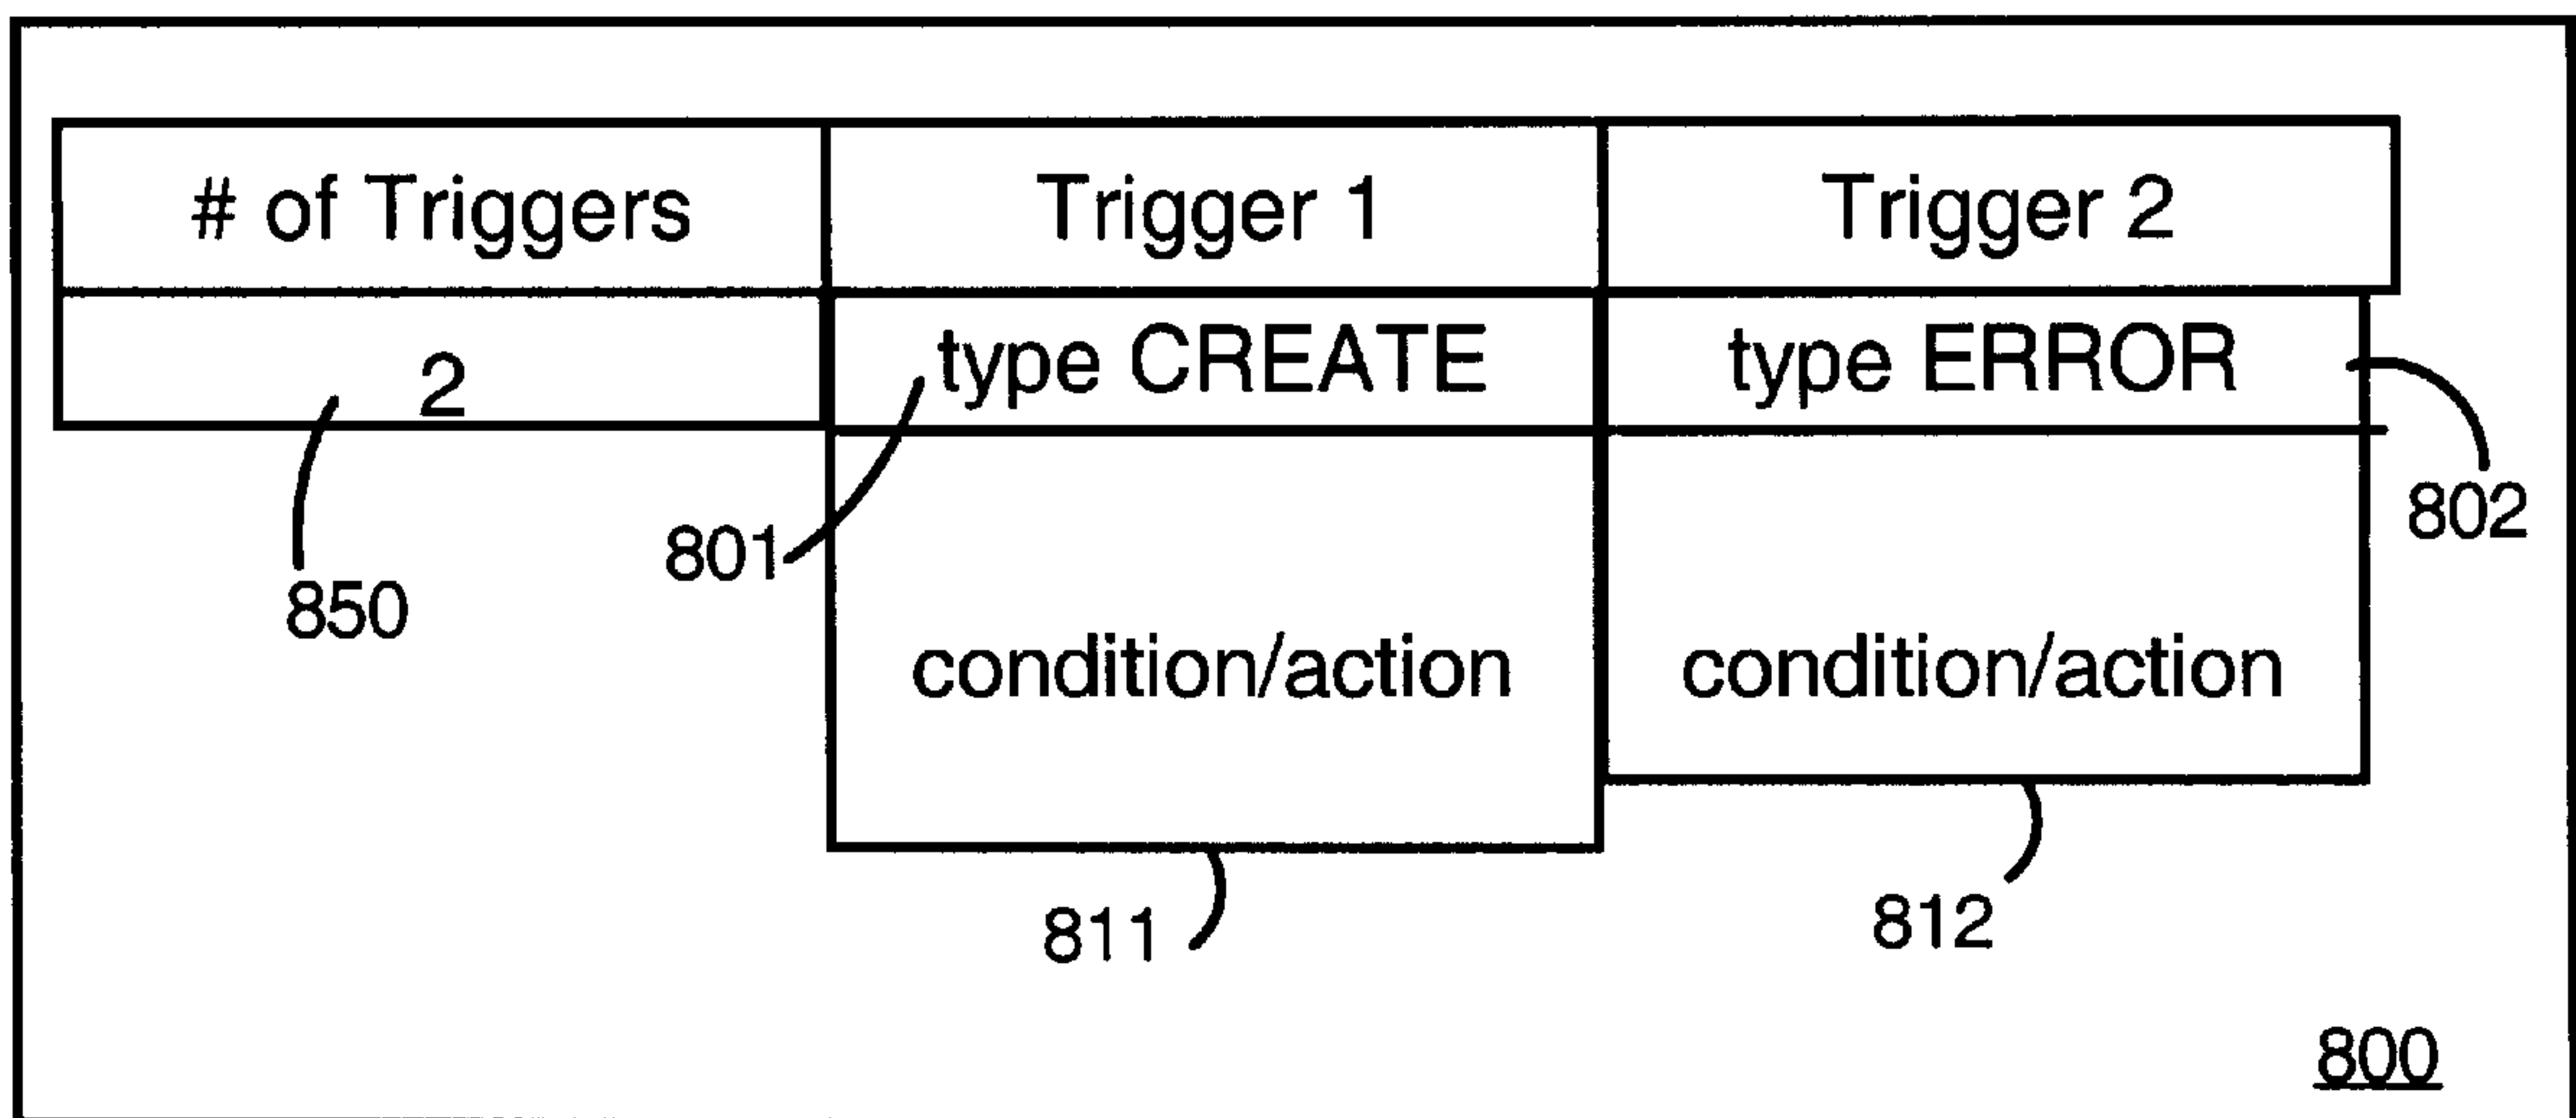 # of Triggers
Trigger 1
Trigger 2
2
type CREATE
type ERROR
802
801
850
condition/action
condition/action
811
812
800